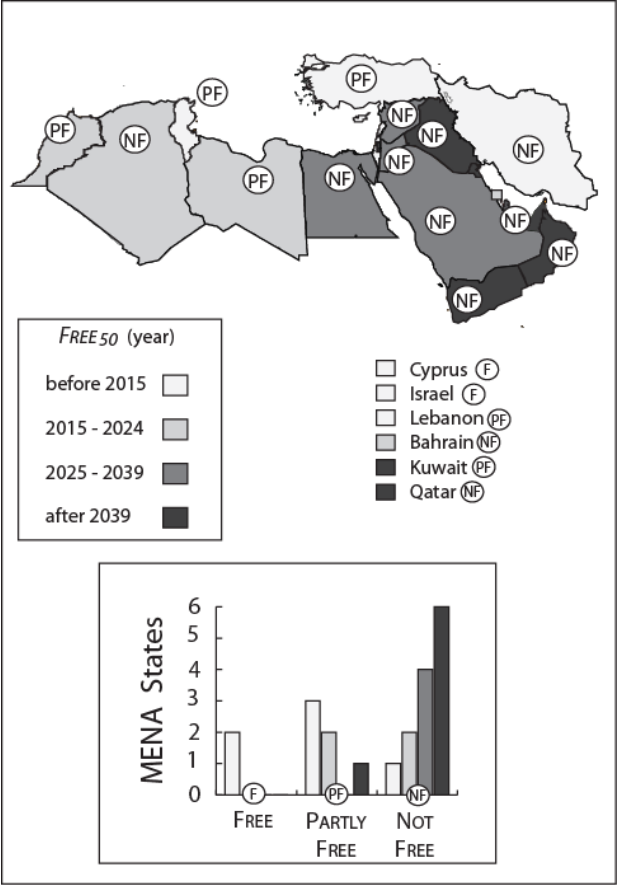 PF
PF
PF
NF
NF
NF
NF
PF
NF
NF
NF
NF
NF
NF
FREE50 (year)
before 2015
2015 - 2024
2025 - 2039
after 2039
Cyprus F
Israel F
Lebanon PF
Bahrain NF
Kuwait PF
Qatar NF
MENA States
6
5
4
3
2
1
0
F
PF
NF
FREE
PARTLY
FREE
NOT
FREE